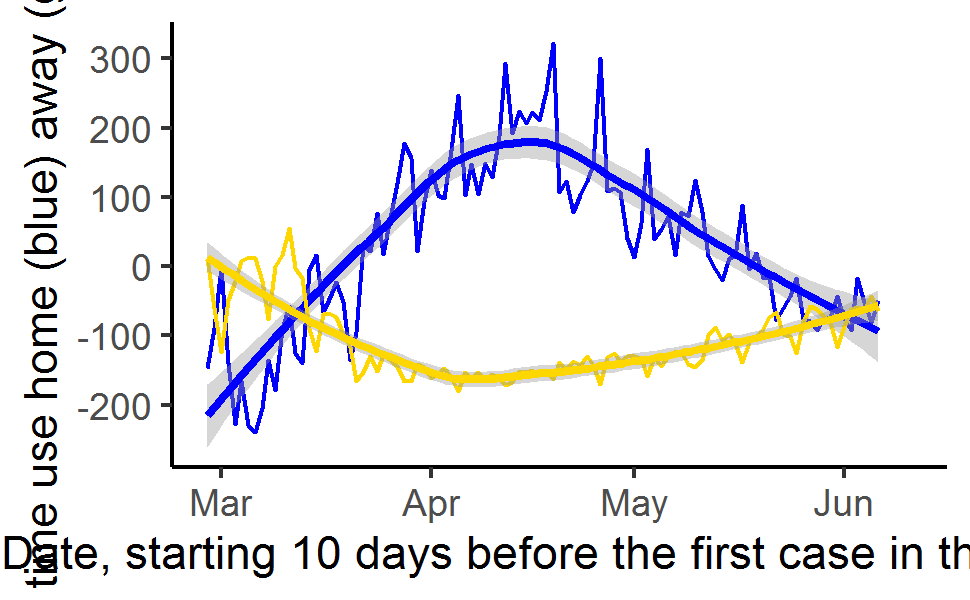 time use home (blue) away (
300
200
100
0
-100
-200
Mar Apr May Jun
Date, starting 10 days before the first case in th